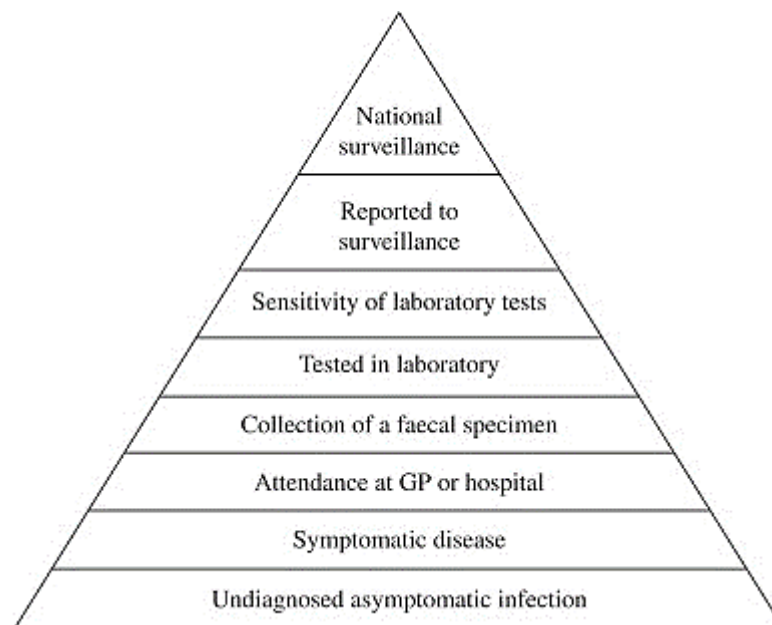 National
surveillance
Reported to
surveillance
Sensitivity of laboratory tests
Tested in laboratory
Collection of a faecal specimen
Attendance at GP or hospital
Symptomatic disease
Undiagnosed asymptomatic infection